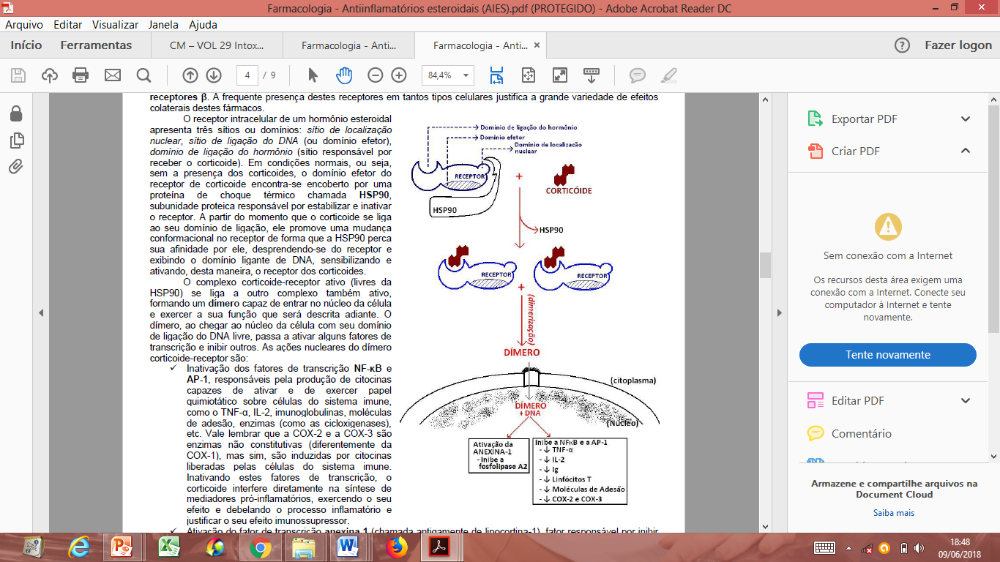 Farmacologia - Antiinflamatórios esteroidais (AIES).pdf (PROTEGIDO) - Adobe Acrobat Reader DC
Arquivo Editar Visualizar Janela Ajuda
Início Ferramentas CM – VOL 29 Intox... Farmacologia - Anti... Farmacologia - Anti... × ? Fazer logon
4 / 9 84,4%
receptores β. A frequente presença destes receptores em tantos tipos celulares justifica a grande variedade de efeitos
colaterais destes fármacos.
O receptor intracelular de um hormônio esteroidal
apresenta três sítios ou domínios: sítio de localização
nuclear, sítio de ligação do DNA (ou domínio efetor),
domínio de ligação do hormônio (sítio responsável por
receber o corticoide). Em condições normais, ou seja,
sem a presença dos corticoides, o domínio efetor do
receptor de corticoide encontra-se encoberto por uma
proteína de choque térmico chamada HSP90,
subunidade proteica responsável por estabilizar e inativar
o receptor. A partir do momento que o corticoide se liga
ao seu domínio de ligação, ele promove uma mudança
conformacional no receptor de forma que a HSP90 perca
sua afinidade por ele, desprendendo-se do receptor e
exibindo o domínio ligante de DNA, sensibilizando e
ativando, desta maneira, o receptor dos corticoides.
O complexo corticoide-receptor ativo (livres da
HSP90) se liga a outro complexo também ativo,
formando um dímero capaz de entrar no núcleo da célula
e exercer a sua função que será descrita adiante. O
dímero, ao chegar ao núcleo da célula com seu domínio
de ligação do DNA livre, passa a ativar alguns fatores de
transcrição e inibir outros. As ações nucleares do dímero
corticoide-receptor são:
✓ Inativação dos fatores de transcrição NF-κB e
AP-1, responsáveis pela produção de citocinas
capazes de ativar e de exercer papel
quimiotático sobre células do sistema imune,
como o TNF-α, IL-2, imunoglobulinas, moléculas
de adesão, enzimas (como as cicloxigenases),
etc. Vale lembrar que a COX-2 e a COX-3 são
enzimas não constitutivas (diferentemente da
COX-1), mas sim, são induzidas por citocinas
liberadas pelas células do sistema imune.
Inativando estes fatores de transcrição, o
corticoide interfere diretamente na síntese de
mediadores pró-inflamatórios, exercendo o seu
efeito e debelando o processo inflamatório e
justificar o seu efeito imunossupressor.
✓ Ativação do fator de transcrição anexina 1 (chamada antigamente de lipocortina-1), fator responsável por inibir
Domínio de ligação do hormônio
Domínio efetor
Domínio de localização
nuclear
RECEPTOR
HSP90
+
CORTICÓIDE
HSP90
RECEPTOR
RECEPTOR
+
(dimerização)
DÍMERO
(citoplasma)
DÍMERO
+ DNA
(Núcleo)
Ativação da
ANEXINA-1
- Inibe a
fosfolipase A2
Inibe a NFκB e a AP-1
- ↓ TNF-α
- ↓ IL-2
- ↓ Ig
- ↓ Linfócitos T
- ↓ Moléculas de Adesão
- ↓ COX-2 e COX-3
Exportar PDF
Criar PDF
Sem conexão com a Internet
Os recursos desta área exigem uma
conexão com a Internet. Conecte seu
computador à Internet e tente
novamente.
Tente novamente
Editar PDF
Comentário
Armazene e compartilhe arquivos na
Document Cloud
Saiba mais
18:48
09/06/2018